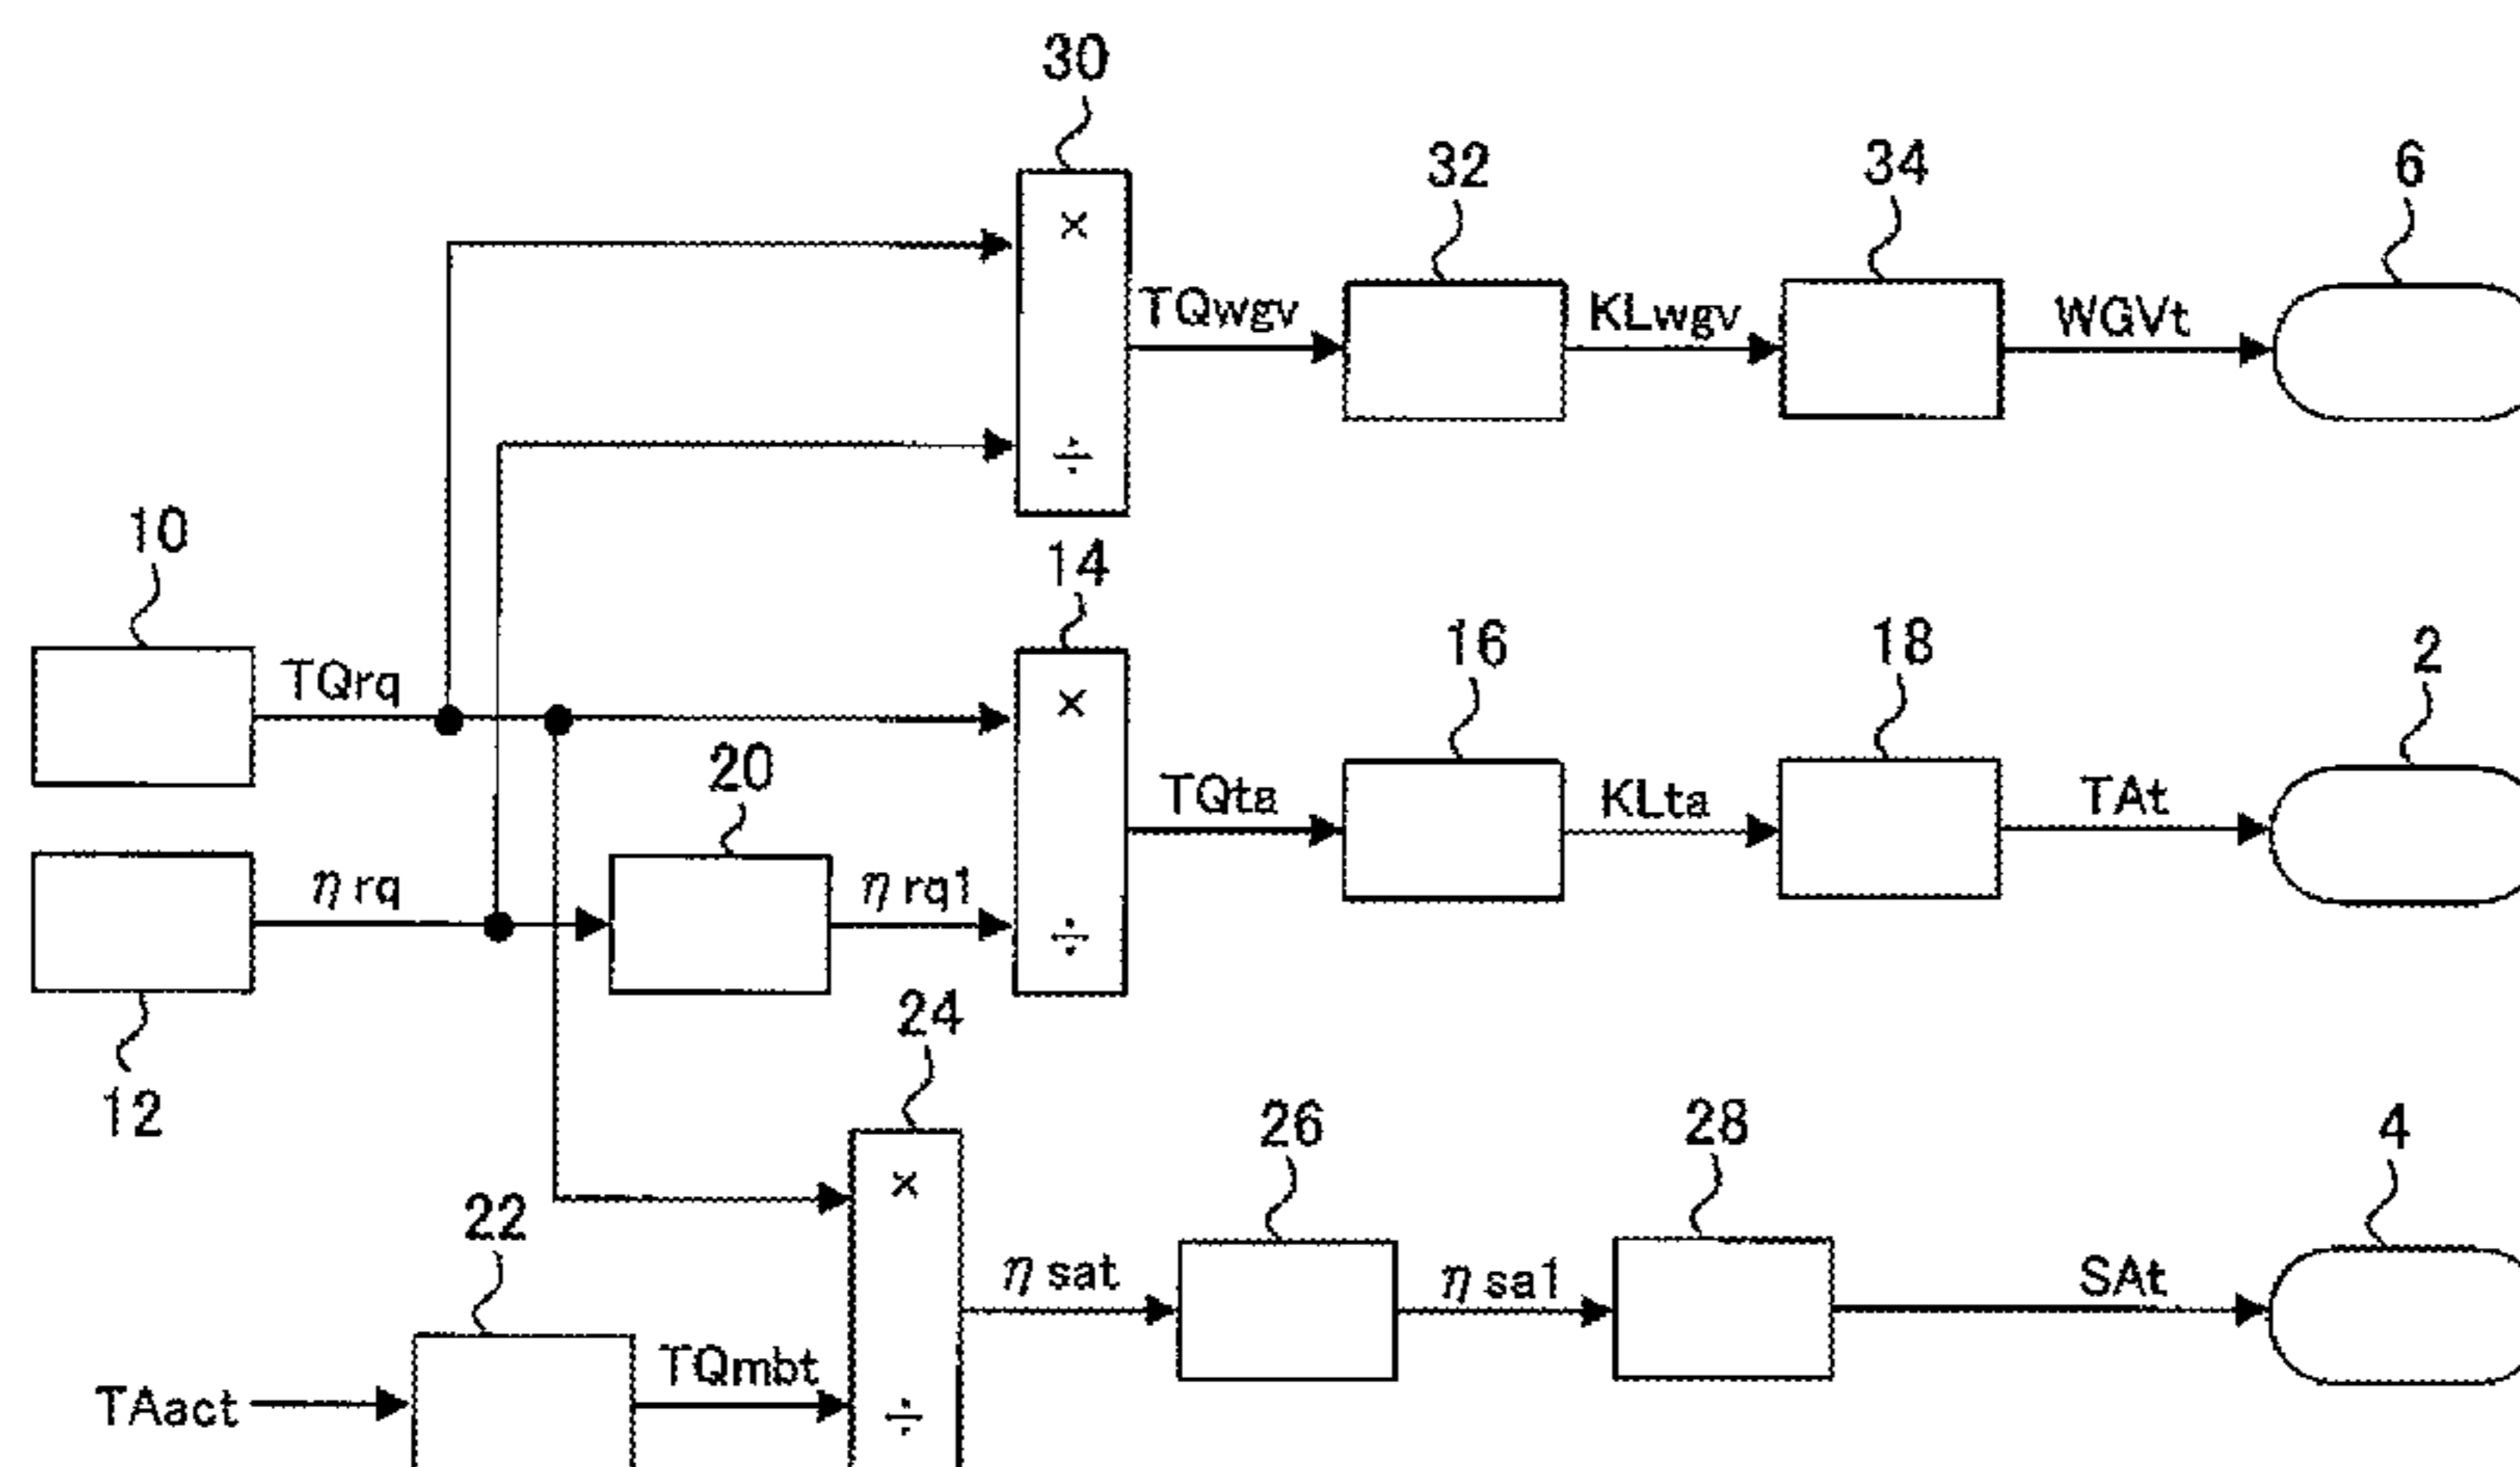 30
32
34
6
×
TQwgv
KLwgv
WGVt
÷
10
14
16
18
2
TQrq
×
20
TQta
KLta
TAt
ηrq
ηrq1
÷
12
24
26
28
4
×
22
ηsat
ηsa1
SAt
TAact
TQmbt
÷